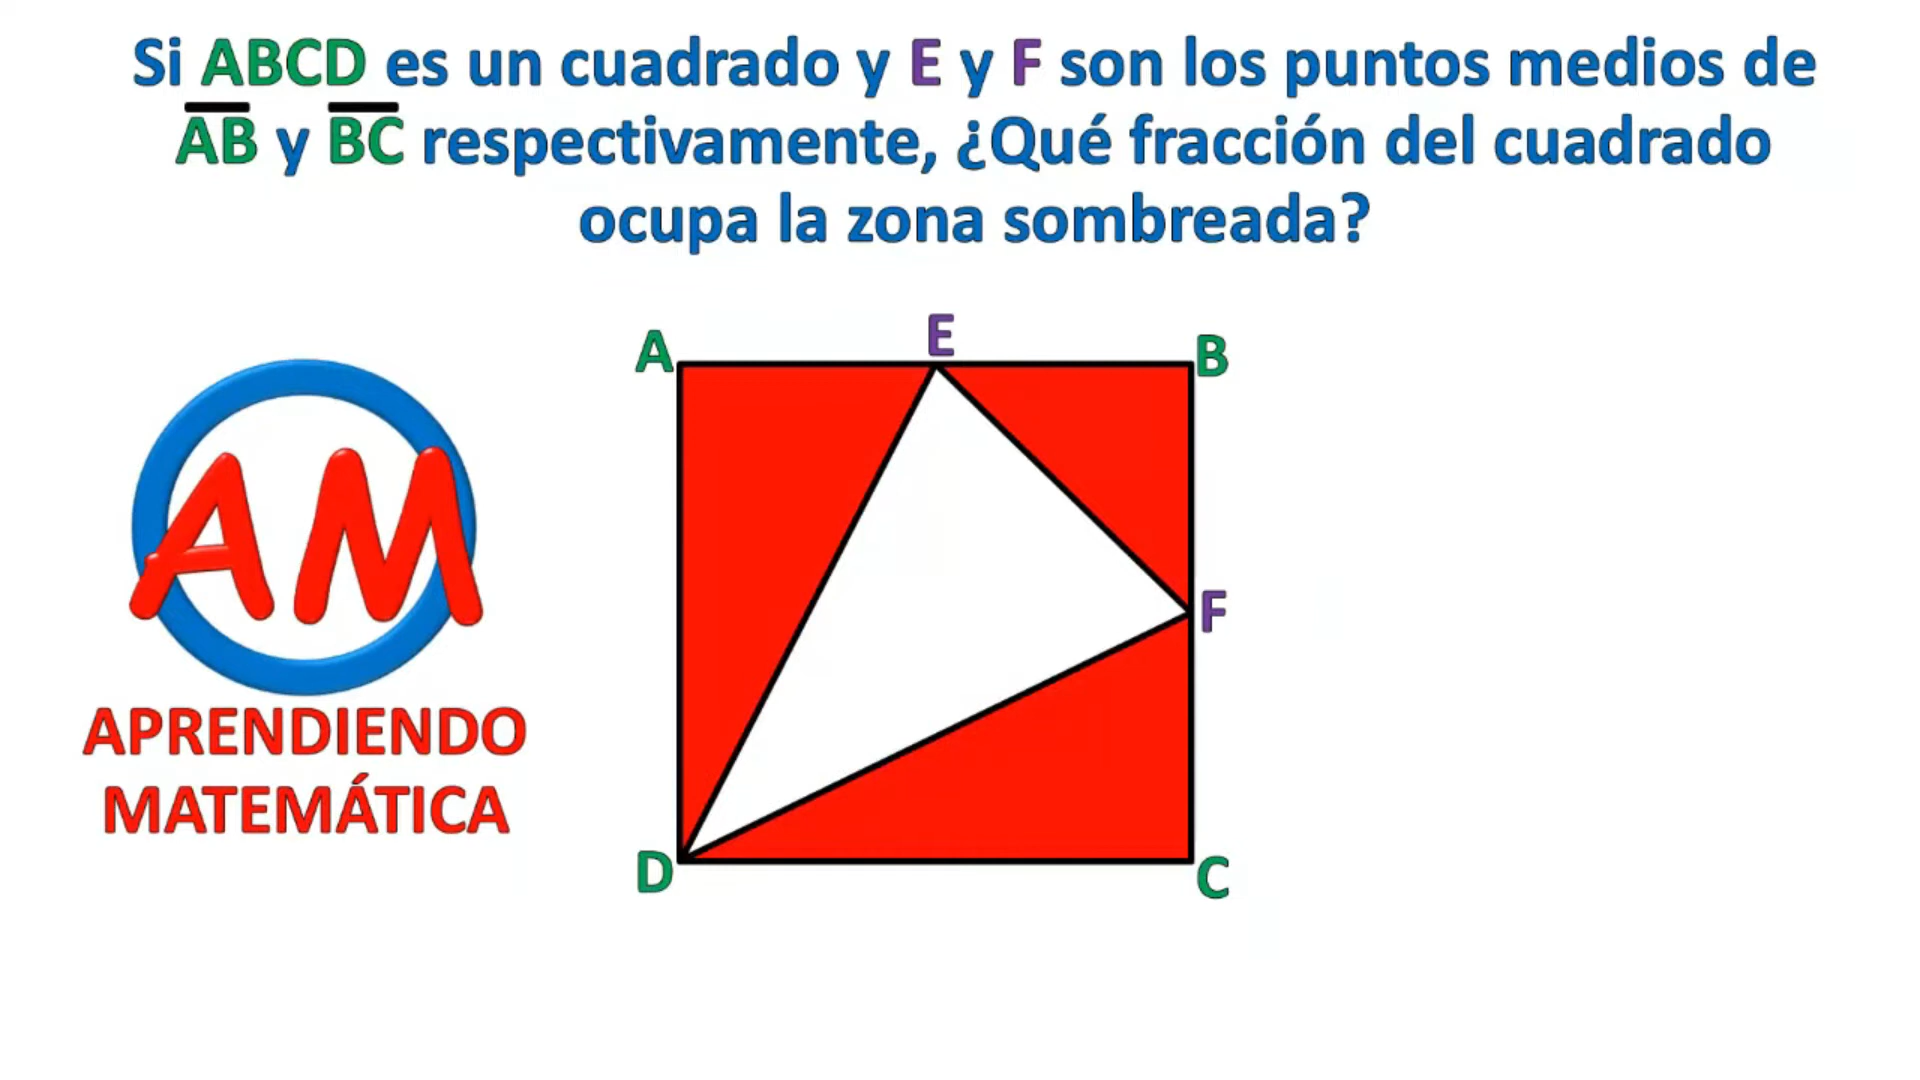 Si ABCD es un cuadrado y E y F son los puntos medios de
AB y BC respectivamente, ¿Qué fracción del cuadrado
ocupa la zona sombreada?
E
A
B
AM
F
APRENDIENDO
MATEMÁTICA
D
C